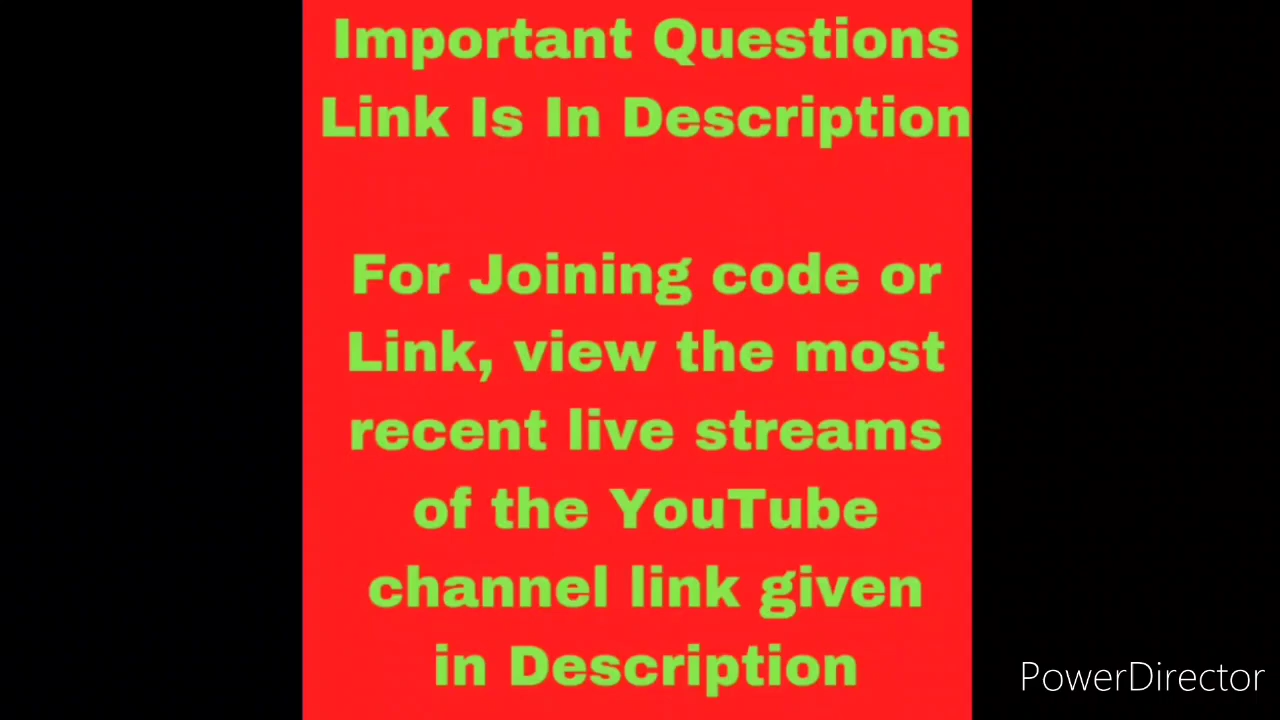 Important Questions
Link Is In Description
For Joining code or
Link, view the most
recent live streams
of the YouTube
channel link given
in Description
PowerDirector